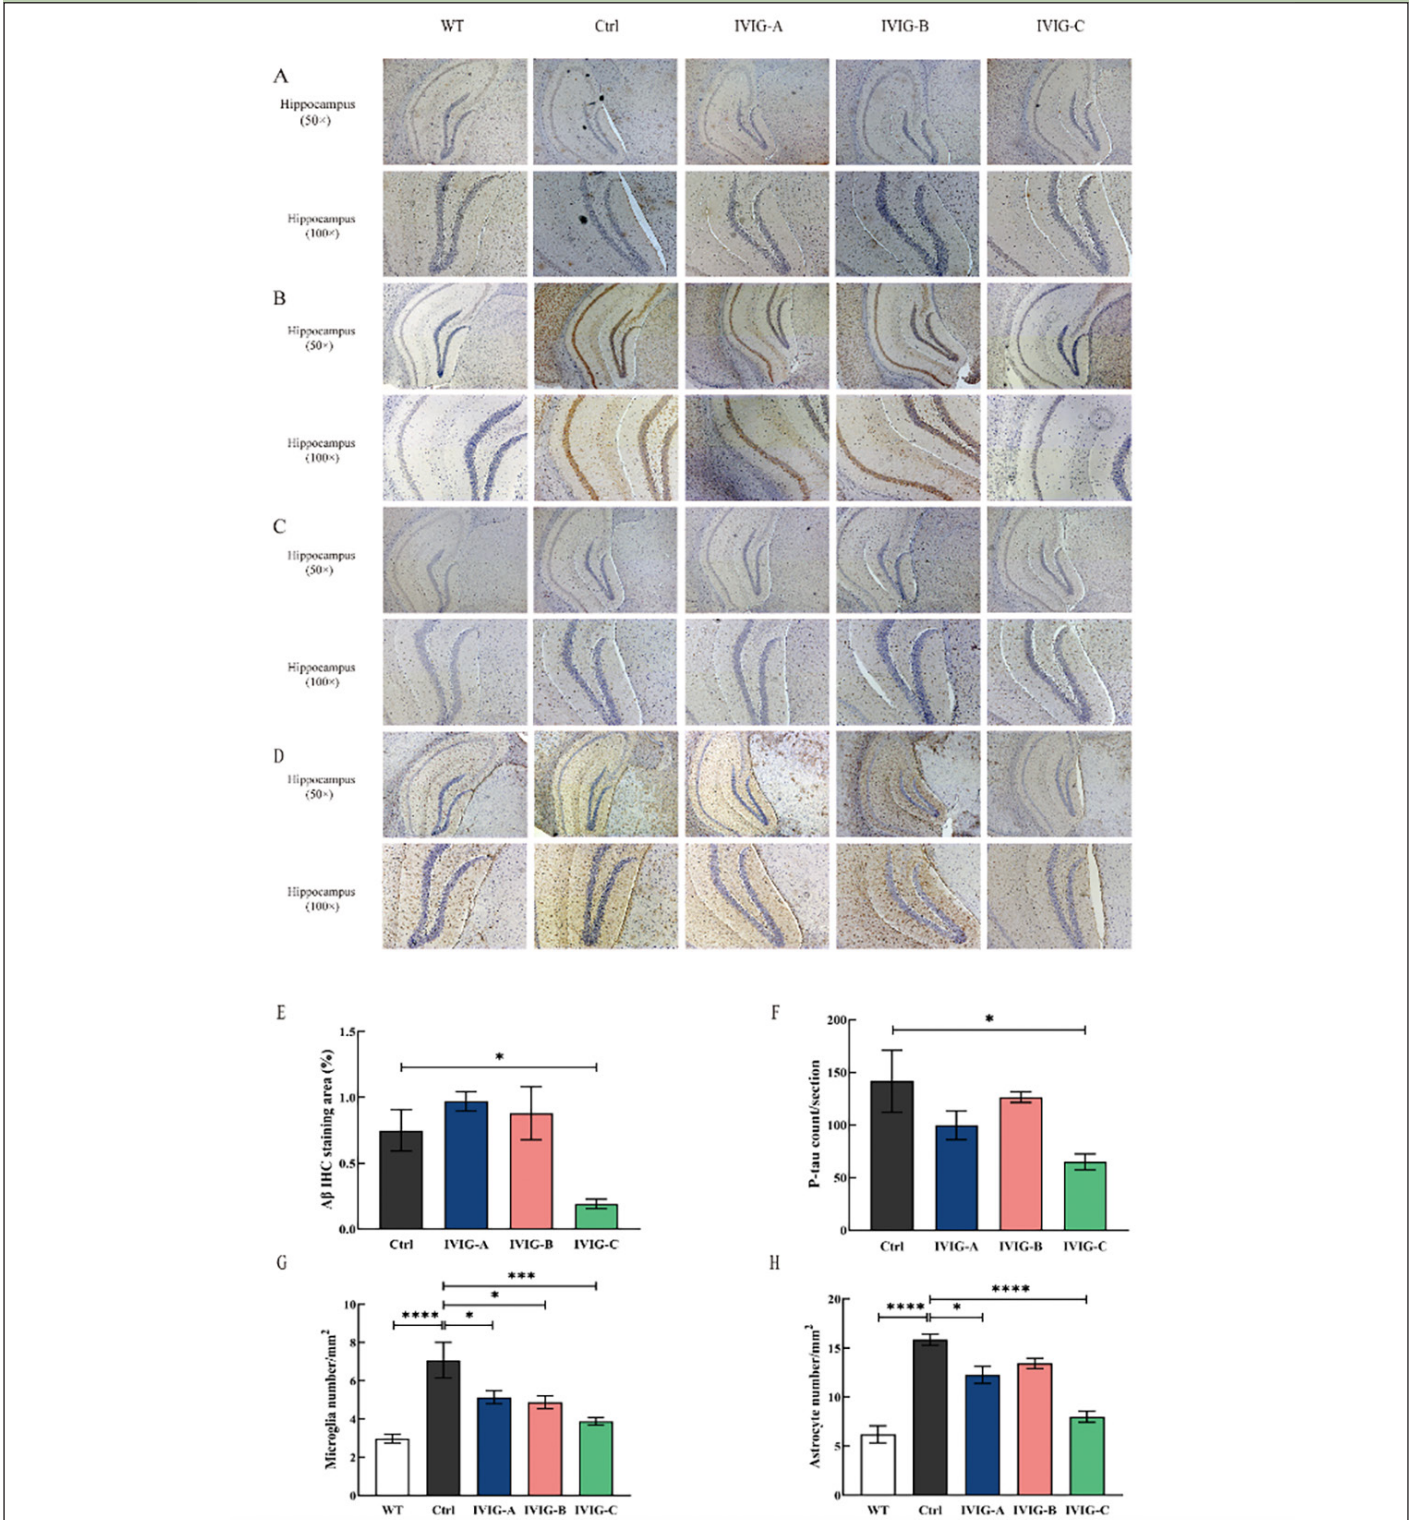 WT Ctrl IVIG-A IVIG-B IVIG-C
A
Hippocampus
(50×)
Hippocampus
(100×)
B
Hippocampus
(50×)
Hippocampus
(100×)
C
Hippocampus
(50×)
Hippocampus
(100×)
D
Hippocampus
(50×)
Hippocampus
(100×)
E
Aβ IHC staining area (%)
1.5
1.0
0.5
0.0
*
Ctrl IVIG-A IVIG-B IVIG-C
F
P-tau count/section
200
150
100
50
0
*
Ctrl IVIG-A IVIG-B IVIG-C
G
Microglia number/mm²
10
8
6
4
2
0
***
*
**** *
WT Ctrl IVIG-A IVIG-B IVIG-C
H
Astrocyte number/mm²
20
15
10
5
0
****
**** *
WT Ctrl IVIG-A IVIG-B IVIG-C